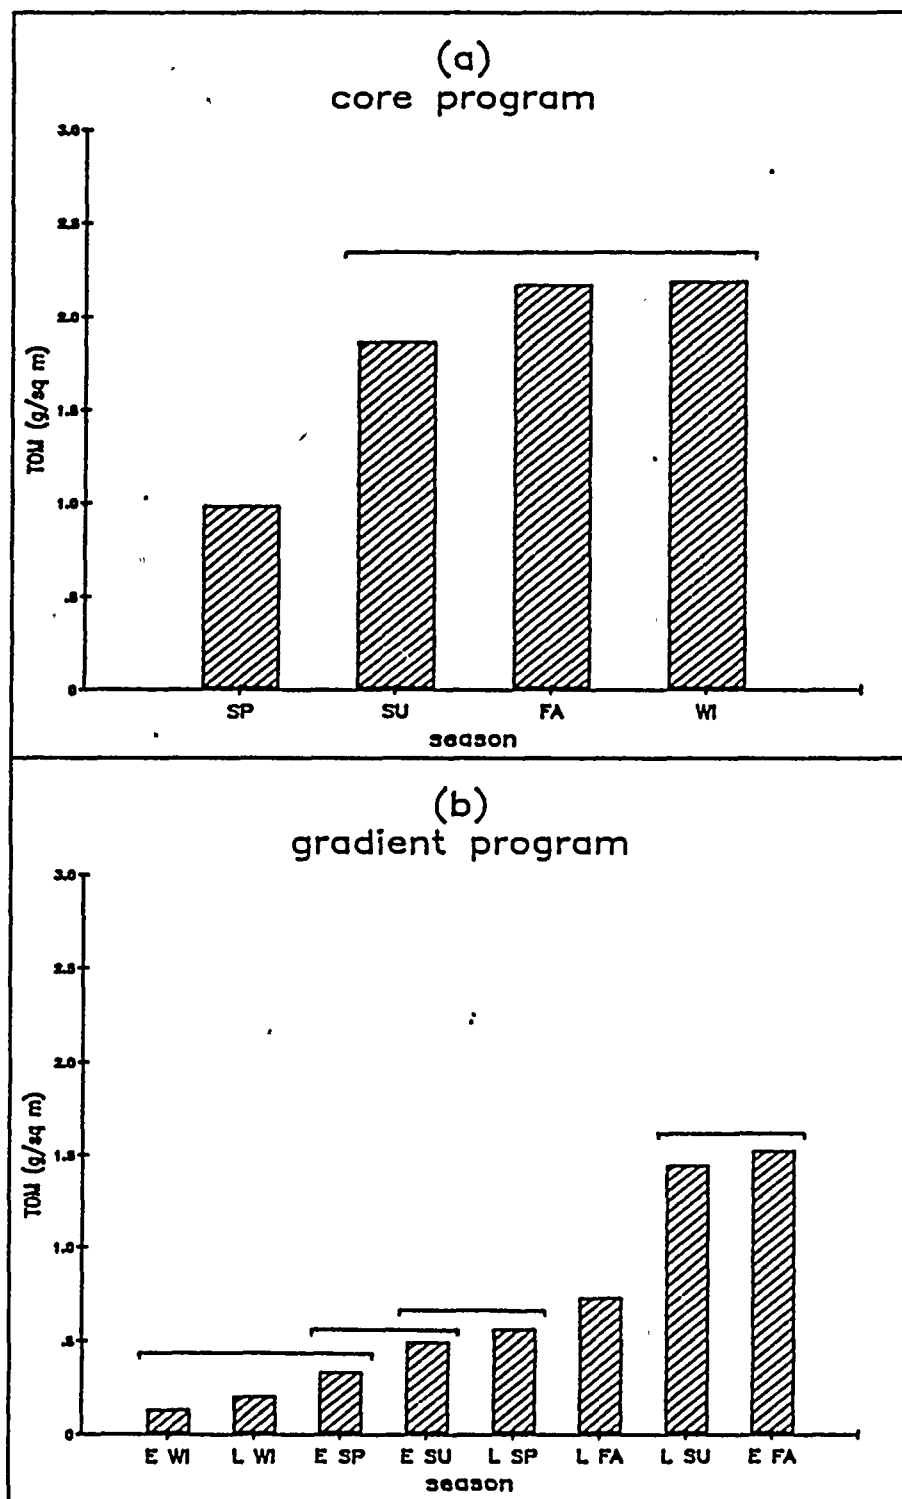 (a)
core program
3.0
2.5
2.0
1.5
1.0
.5
0
TOM (g/sq m)
SP SU FA WI
season
(b)
gradient program
3.0
2.5
2.0
1.5
1.0
.5
0
TOM (g/sq m)
E WI L WI E SP E SU L SP L FA L SU E FA
season